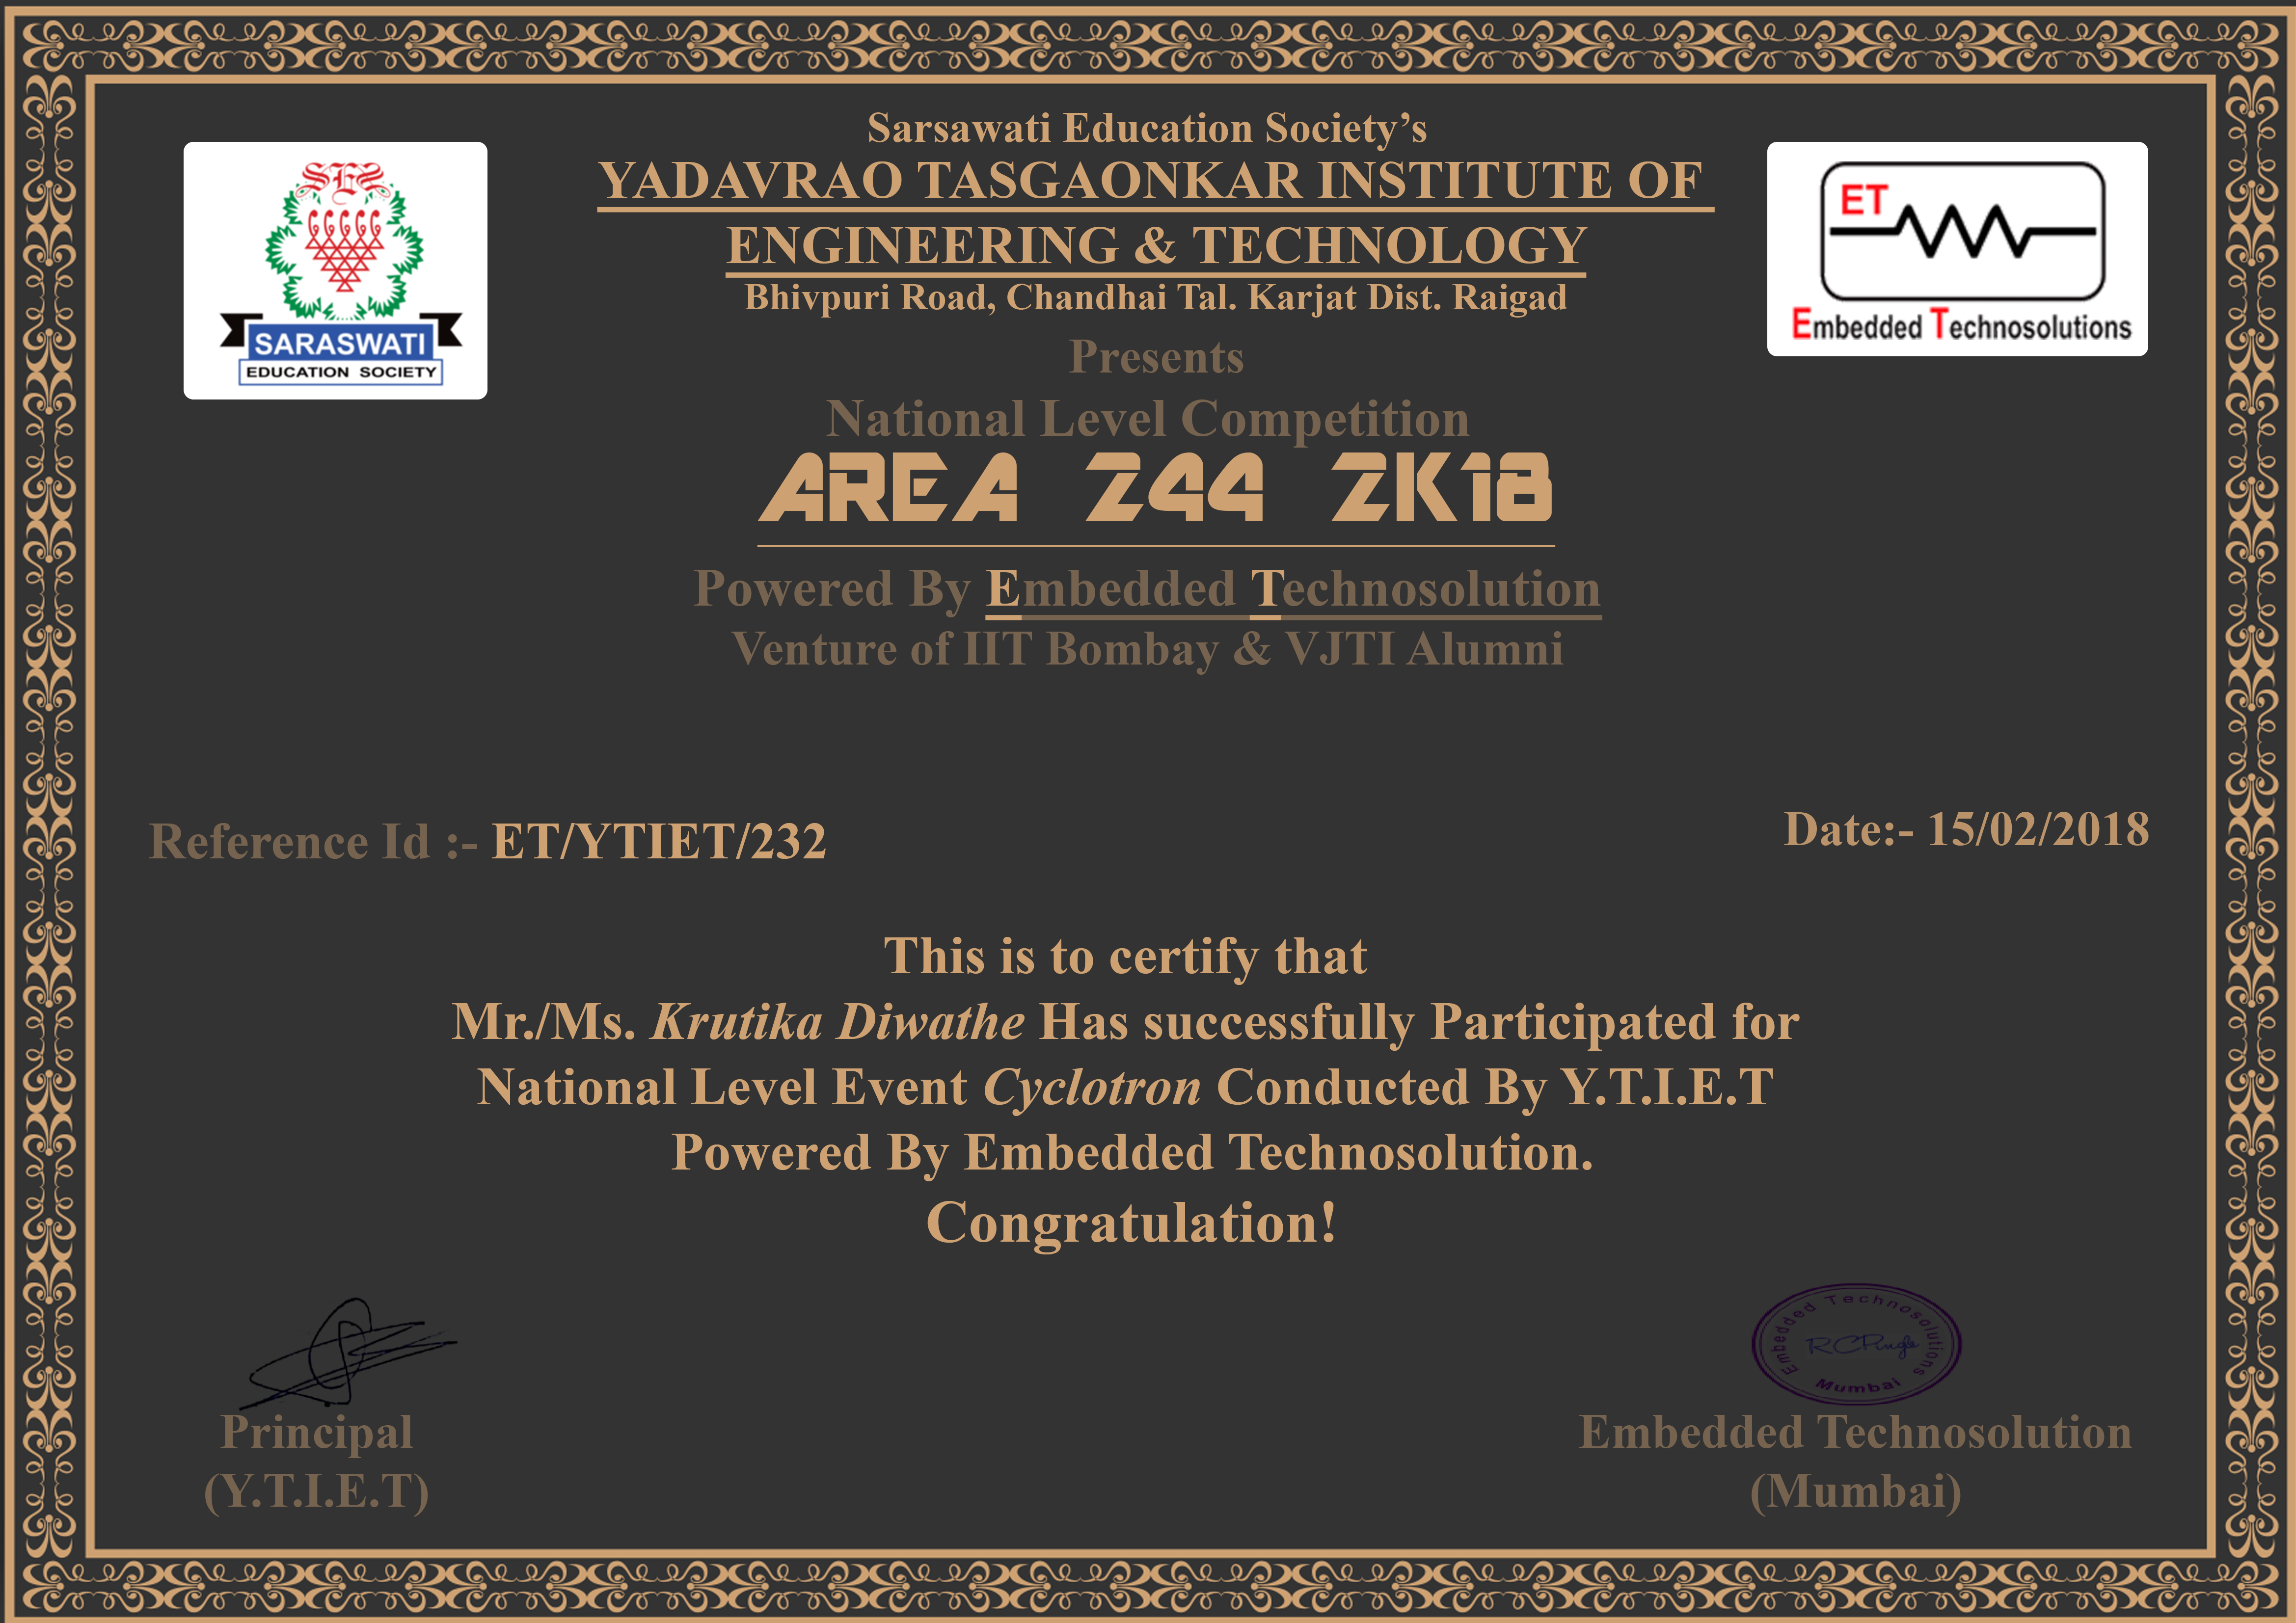 Sarsawati Education Society’s
YADAVRAO TASGAONKAR INSTITUTE OF
ENGINEERING & TECHNOLOGY
Bhivpuri Road, Chandhai Tal. Karjat Dist. Raigad
SES
SARASWATI
EDUCATION SOCIETY
ET
Embedded Technosolutions
Presents
National Level Competition
AREA 244 2K18
Powered By Embedded Technosolution
Venture of IIT Bombay & VJTI Alumni
Reference Id :- ET/YTIET/232
Date:- 15/02/2018
This is to certify that
Mr./Ms. Krutika Diwathe Has successfully Participated for
National Level Event Cyclotron Conducted By Y.T.I.E.T
Powered By Embedded Technosolution.
Congratulation!
Embedded Technosolutions
RCPingle
Mumbai
Principal
(Y.T.I.E.T)
Embedded Technosolution
(Mumbai)